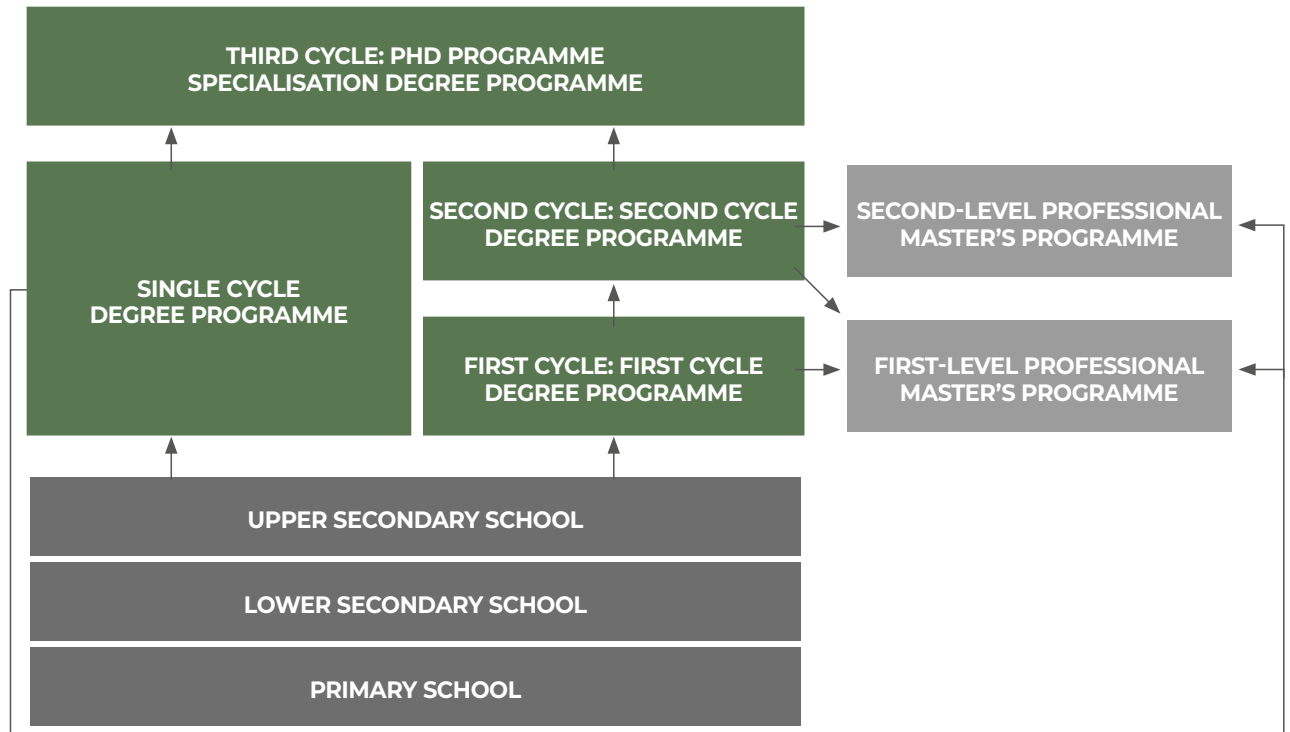 THIRD CYCLE: PHD PROGRAMME
SPECIALISATION DEGREE PROGRAMME
SINGLE CYCLE
DEGREE PROGRAMME
SECOND CYCLE: SECOND CYCLE
DEGREE PROGRAMME
SECOND-LEVEL PROFESSIONAL
MASTER’S PROGRAMME
FIRST CYCLE: FIRST CYCLE
DEGREE PROGRAMME
FIRST-LEVEL PROFESSIONAL
MASTER’S PROGRAMME
UPPER SECONDARY SCHOOL
LOWER SECONDARY SCHOOL
PRIMARY SCHOOL